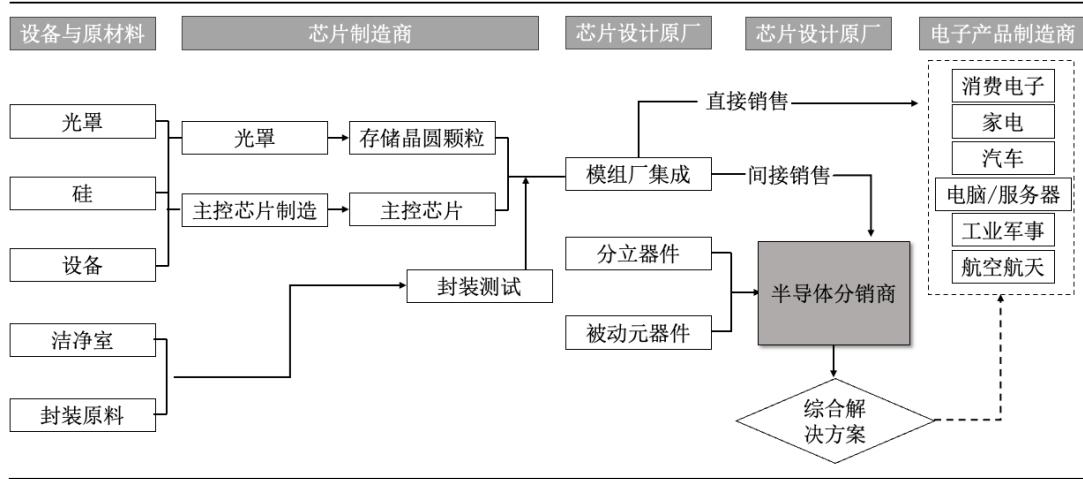 设备与原材料
芯片制造商
芯片设计原厂
芯片设计原厂
电子产品制造商
光罩
硅
设备
洁净室
封装原料
光罩
存储晶圆颗粒
主控芯片制造
主控芯片
封装测试
模组厂集成
分立器件
被动元器件
直接销售
间接销售
半导体分销商
综合解
决方案
消费电子
家电
汽车
电脑/服务器
工业军事
航空航天